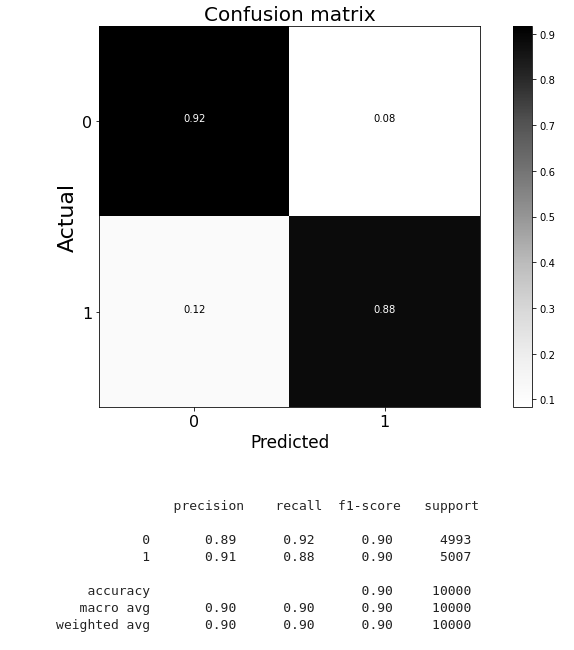 Confusion matrix
0.9
0.8
0.7
0.6
0.5
0.4
0.3
0.2
0.1
Actual
0
0.92 0.08
1
0.12 0.88
0 1
Predicted
precision recall f1-score support
0 0.89 0.92 0.90 4993
1 0.91 0.88 0.90 5007
accuracy 0.90 10000
macro avg 0.90 0.90 0.90 10000
weighted avg 0.90 0.90 0.90 10000